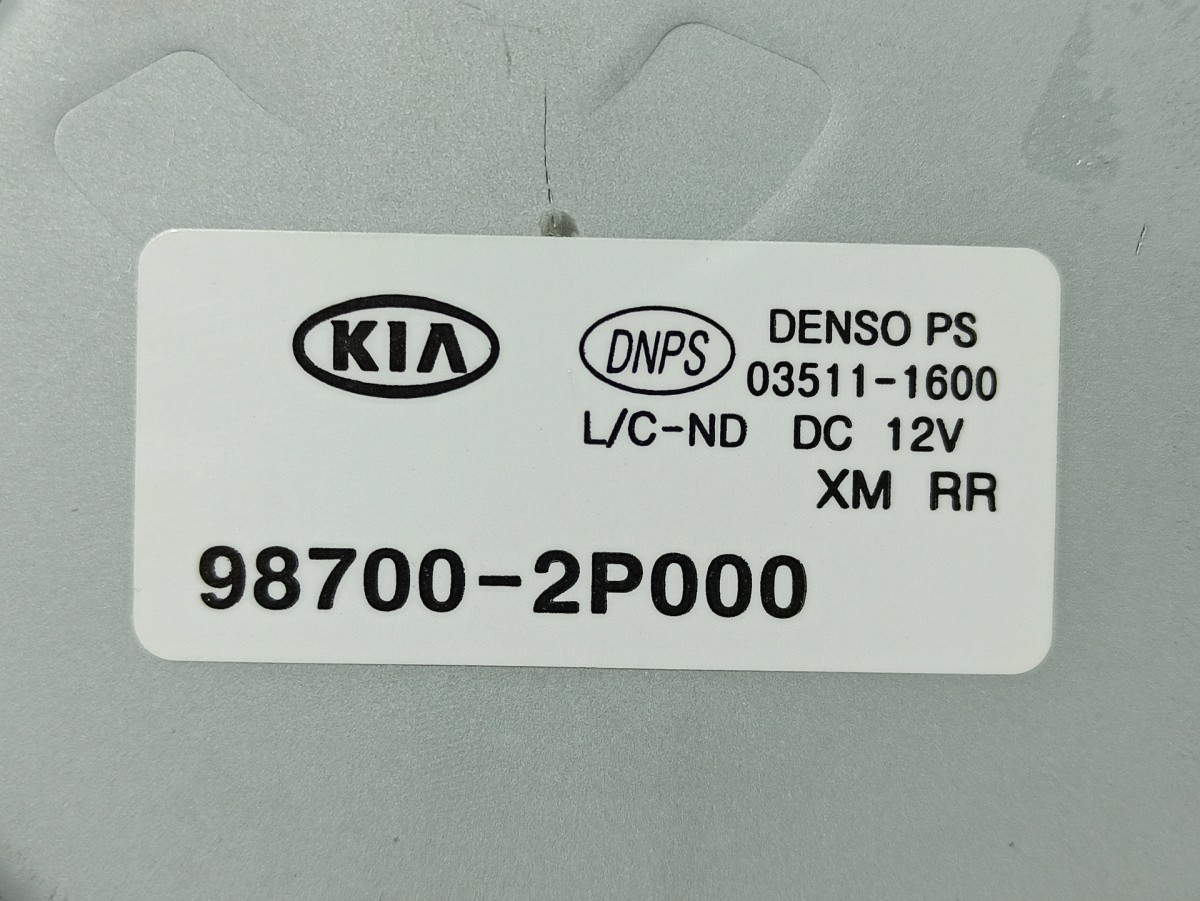 KIA
DNPS
DENSO PS
03511-1600
L/C-ND DC 12V
XM RR
98700-2P000